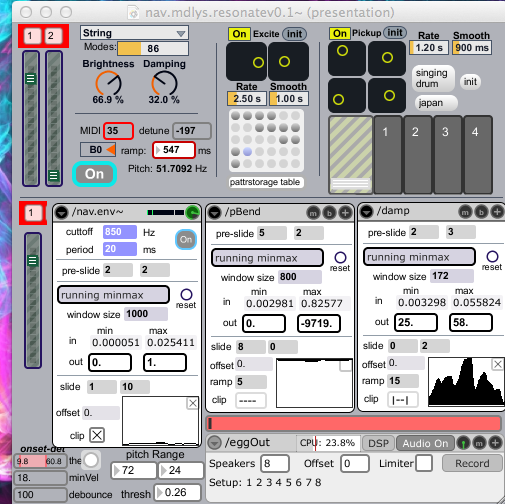 nav.mdlys.resonatev0.1~ (presentation)
1 2
String
Modes: 86
Brightness Damping
66.9 % 32.0 %
MIDI 35 detune -197
B0 ramp: 547 ms
On Pitch: 51.7092 Hz
On Excite init
Rate Smooth
2.50 s 1.00 s
pattrstorage table
On Pickup init
Rate Smooth
1.20 s 900 ms
singing drum
init
japan
1 2 3 4
1
/nav.env~
cuttoff 850 Hz
period 20 ms
On
pre-slide 2 2
running minmax
window size 1000
reset
min max
in 0.000051 0.025411
out 0. 1.
slide 1 10
offset 0.
clip
/pBend
m b +
pre-slide 5 2
running minmax
window size 800
reset
in 0.002981 0.82577
out 0. -9719.
slide 8 0
offset 0.
ramp 5
clip ----
/damp
m b +
pre-slide 2 3
running minmax
window size 172
reset
in 0.003298 0.055824
out 25. 58.
slide 0 2
offset 0.
ramp 15
clip |--|
onset-det
9.8 60.8 the
18. minVel
100 debounce
pitch Range
72 24
thresh 0.26
/eggOut CPU: 23.8% DSP Audio On m +
Speakers 8 Offset 0 Limiter Record
Setup: 1 2 3 4 5 6 7 8